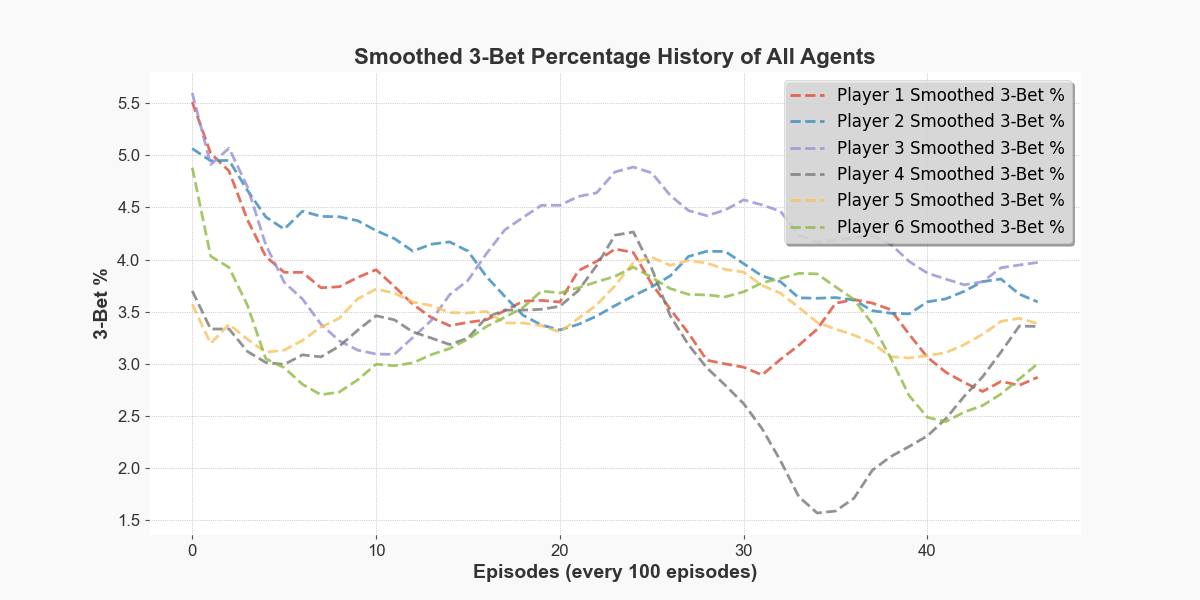 Smoothed 3-Bet Percentage History of All Agents
Player 1 Smoothed 3-Bet %
Player 2 Smoothed 3-Bet %
Player 3 Smoothed 3-Bet %
Player 4 Smoothed 3-Bet %
Player 5 Smoothed 3-Bet %
Player 6 Smoothed 3-Bet %
3-Bet %
5.5
5.0
4.5
4.0
3.5
3.0
2.5
2.0
1.5
0 10 20 30 40
Episodes (every 100 episodes)